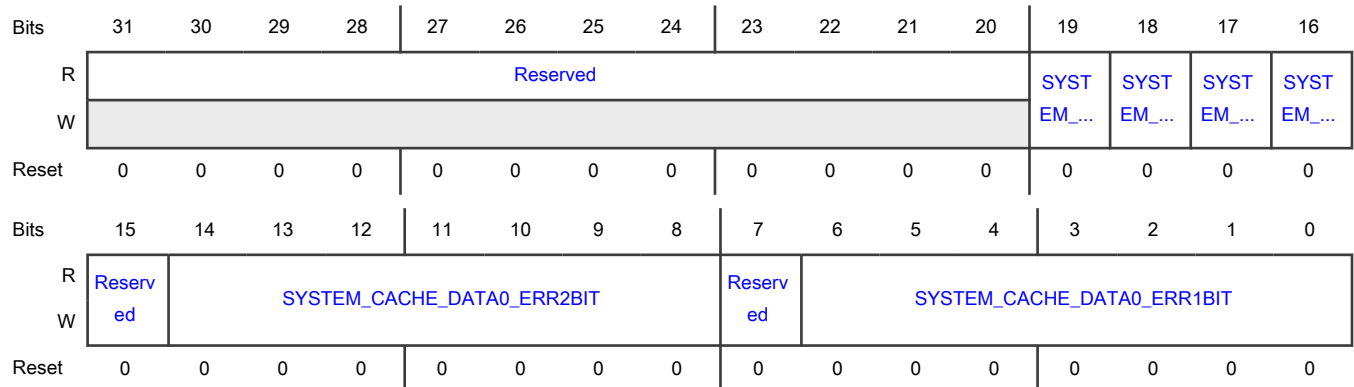 Bits 31 30 29 28 27 26 25 24 23 22 21 20 19 18 17 16
R Reserved SYST EM_... SYST EM_... SYST EM_... SYST EM_...
W
Reset 0 0 0 0 0 0 0 0 0 0 0 0 0 0 0 0
Bits 15 14 13 12 11 10 9 8 7 6 5 4 3 2 1 0
R Reserv ed SYSTEM_CACHE_DATA0_ERR2BIT Reserv ed SYSTEM_CACHE_DATA0_ERR1BIT
W
Reset 0 0 0 0 0 0 0 0 0 0 0 0 0 0 0 0